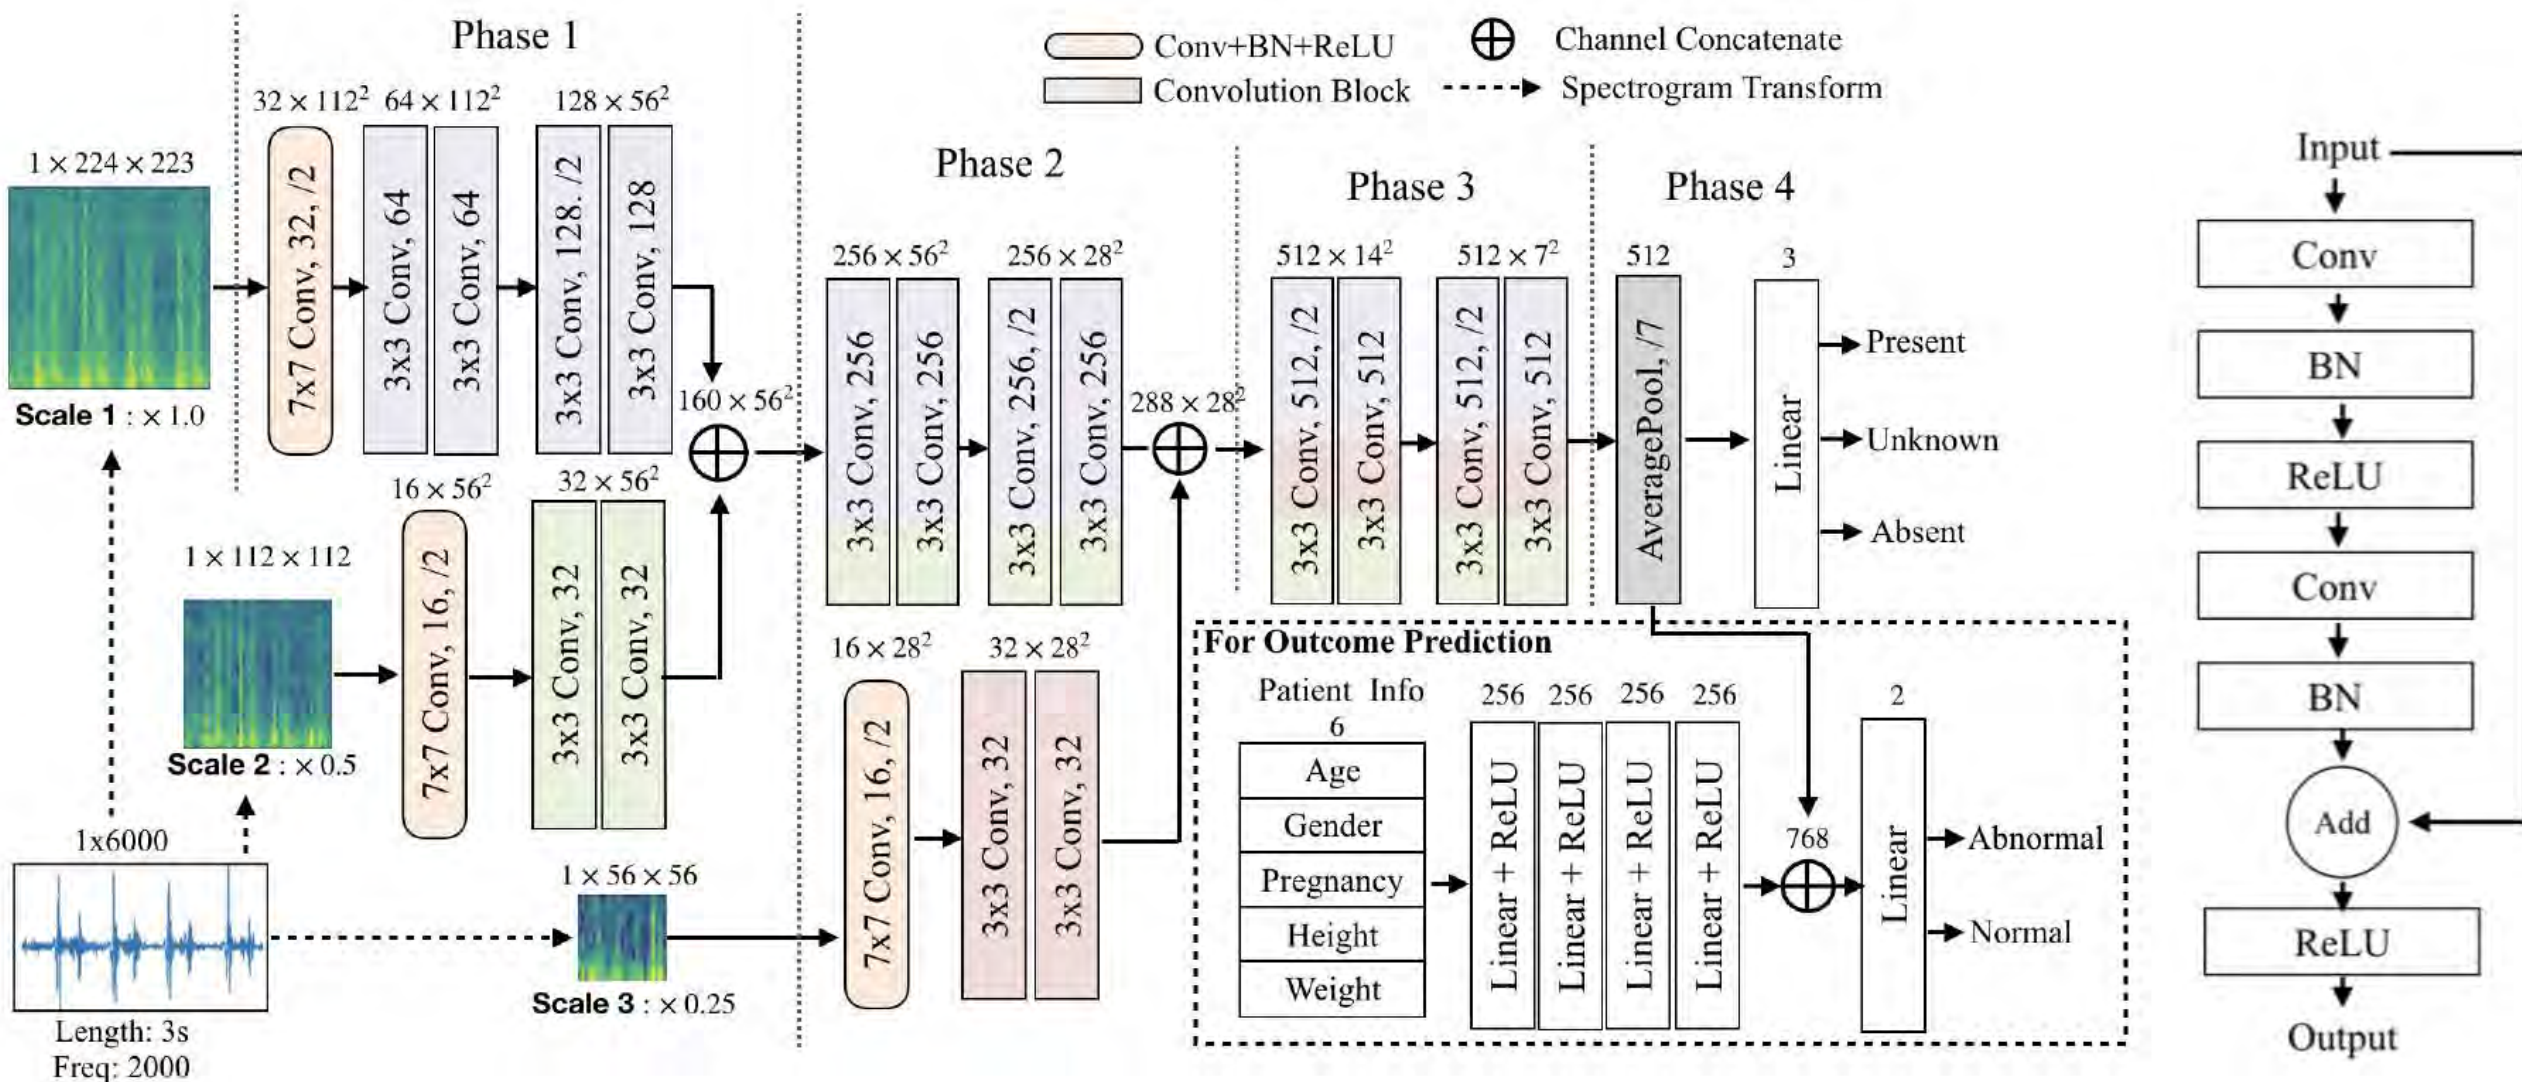 Phase 1
Conv+BN+ReLU
Channel Concatenate
Convolution Block
Spectrogram Transform
32 × 112² 64 × 112² 128 × 56²
1 × 224 × 223
7x7 Conv, 32, /2
3x3 Conv, 64
3x3 Conv, 64
3x3 Conv, 128. /2
3x3 Conv, 128
Scale 1 : × 1.0
160 × 56²
16 × 56² 32 × 56²
1 × 112 × 112
7x7 Conv, 16, /2
3x3 Conv, 32
3x3 Conv, 32
Scale 2 : × 0.5
1x6000
Length: 3s
Freq: 2000
1 × 56 × 56
Scale 3 : × 0.25
Phase 2
256 × 56² 256 × 28²
3x3 Conv, 256
3x3 Conv, 256
3x3 Conv, 256, /2
3x3 Conv, 256
288 × 28²
16 × 28² 32 × 28²
7x7 Conv, 16, /2
3x3 Conv, 32
3x3 Conv, 32
Phase 3
512 × 14² 512 × 7²
3x3 Conv, 512, /2
3x3 Conv, 512
3x3 Conv, 512, /2
3x3 Conv, 512
Phase 4
512 3
AveragePool, /7
Linear
Present
Unknown
Absent
For Outcome Prediction
Patient Info
6
Age
Gender
Pregnancy
Height
Weight
256 256 256 256
Linear + ReLU
Linear + ReLU
Linear + ReLU
Linear + ReLU
768
2
Linear
Abnormal
Normal
Input
Conv
BN
ReLU
Conv
BN
Add
ReLU
Output